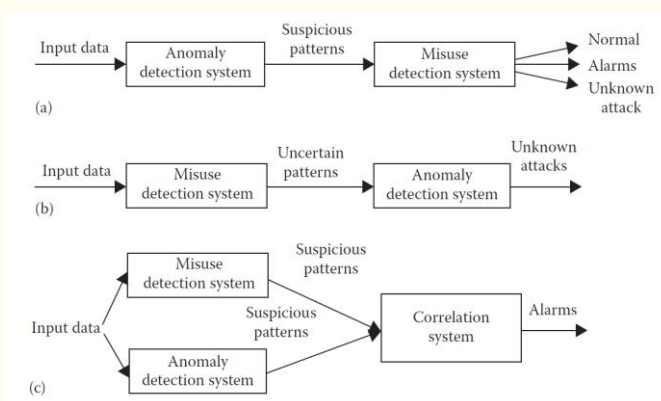 Input data
Anomaly
detection system
Suspicious
patterns
Misuse
detection system
Normal
Alarms
Unknown
attack
(a)
Input data
Misuse
detection system
Uncertain
patterns
Anomaly
detection system
Unknown
attacks
(b)
Input data
Misuse
detection system
Suspicious
patterns
Anomaly
detection system
Suspicious
patterns
Correlation
system
Alarms
(c)